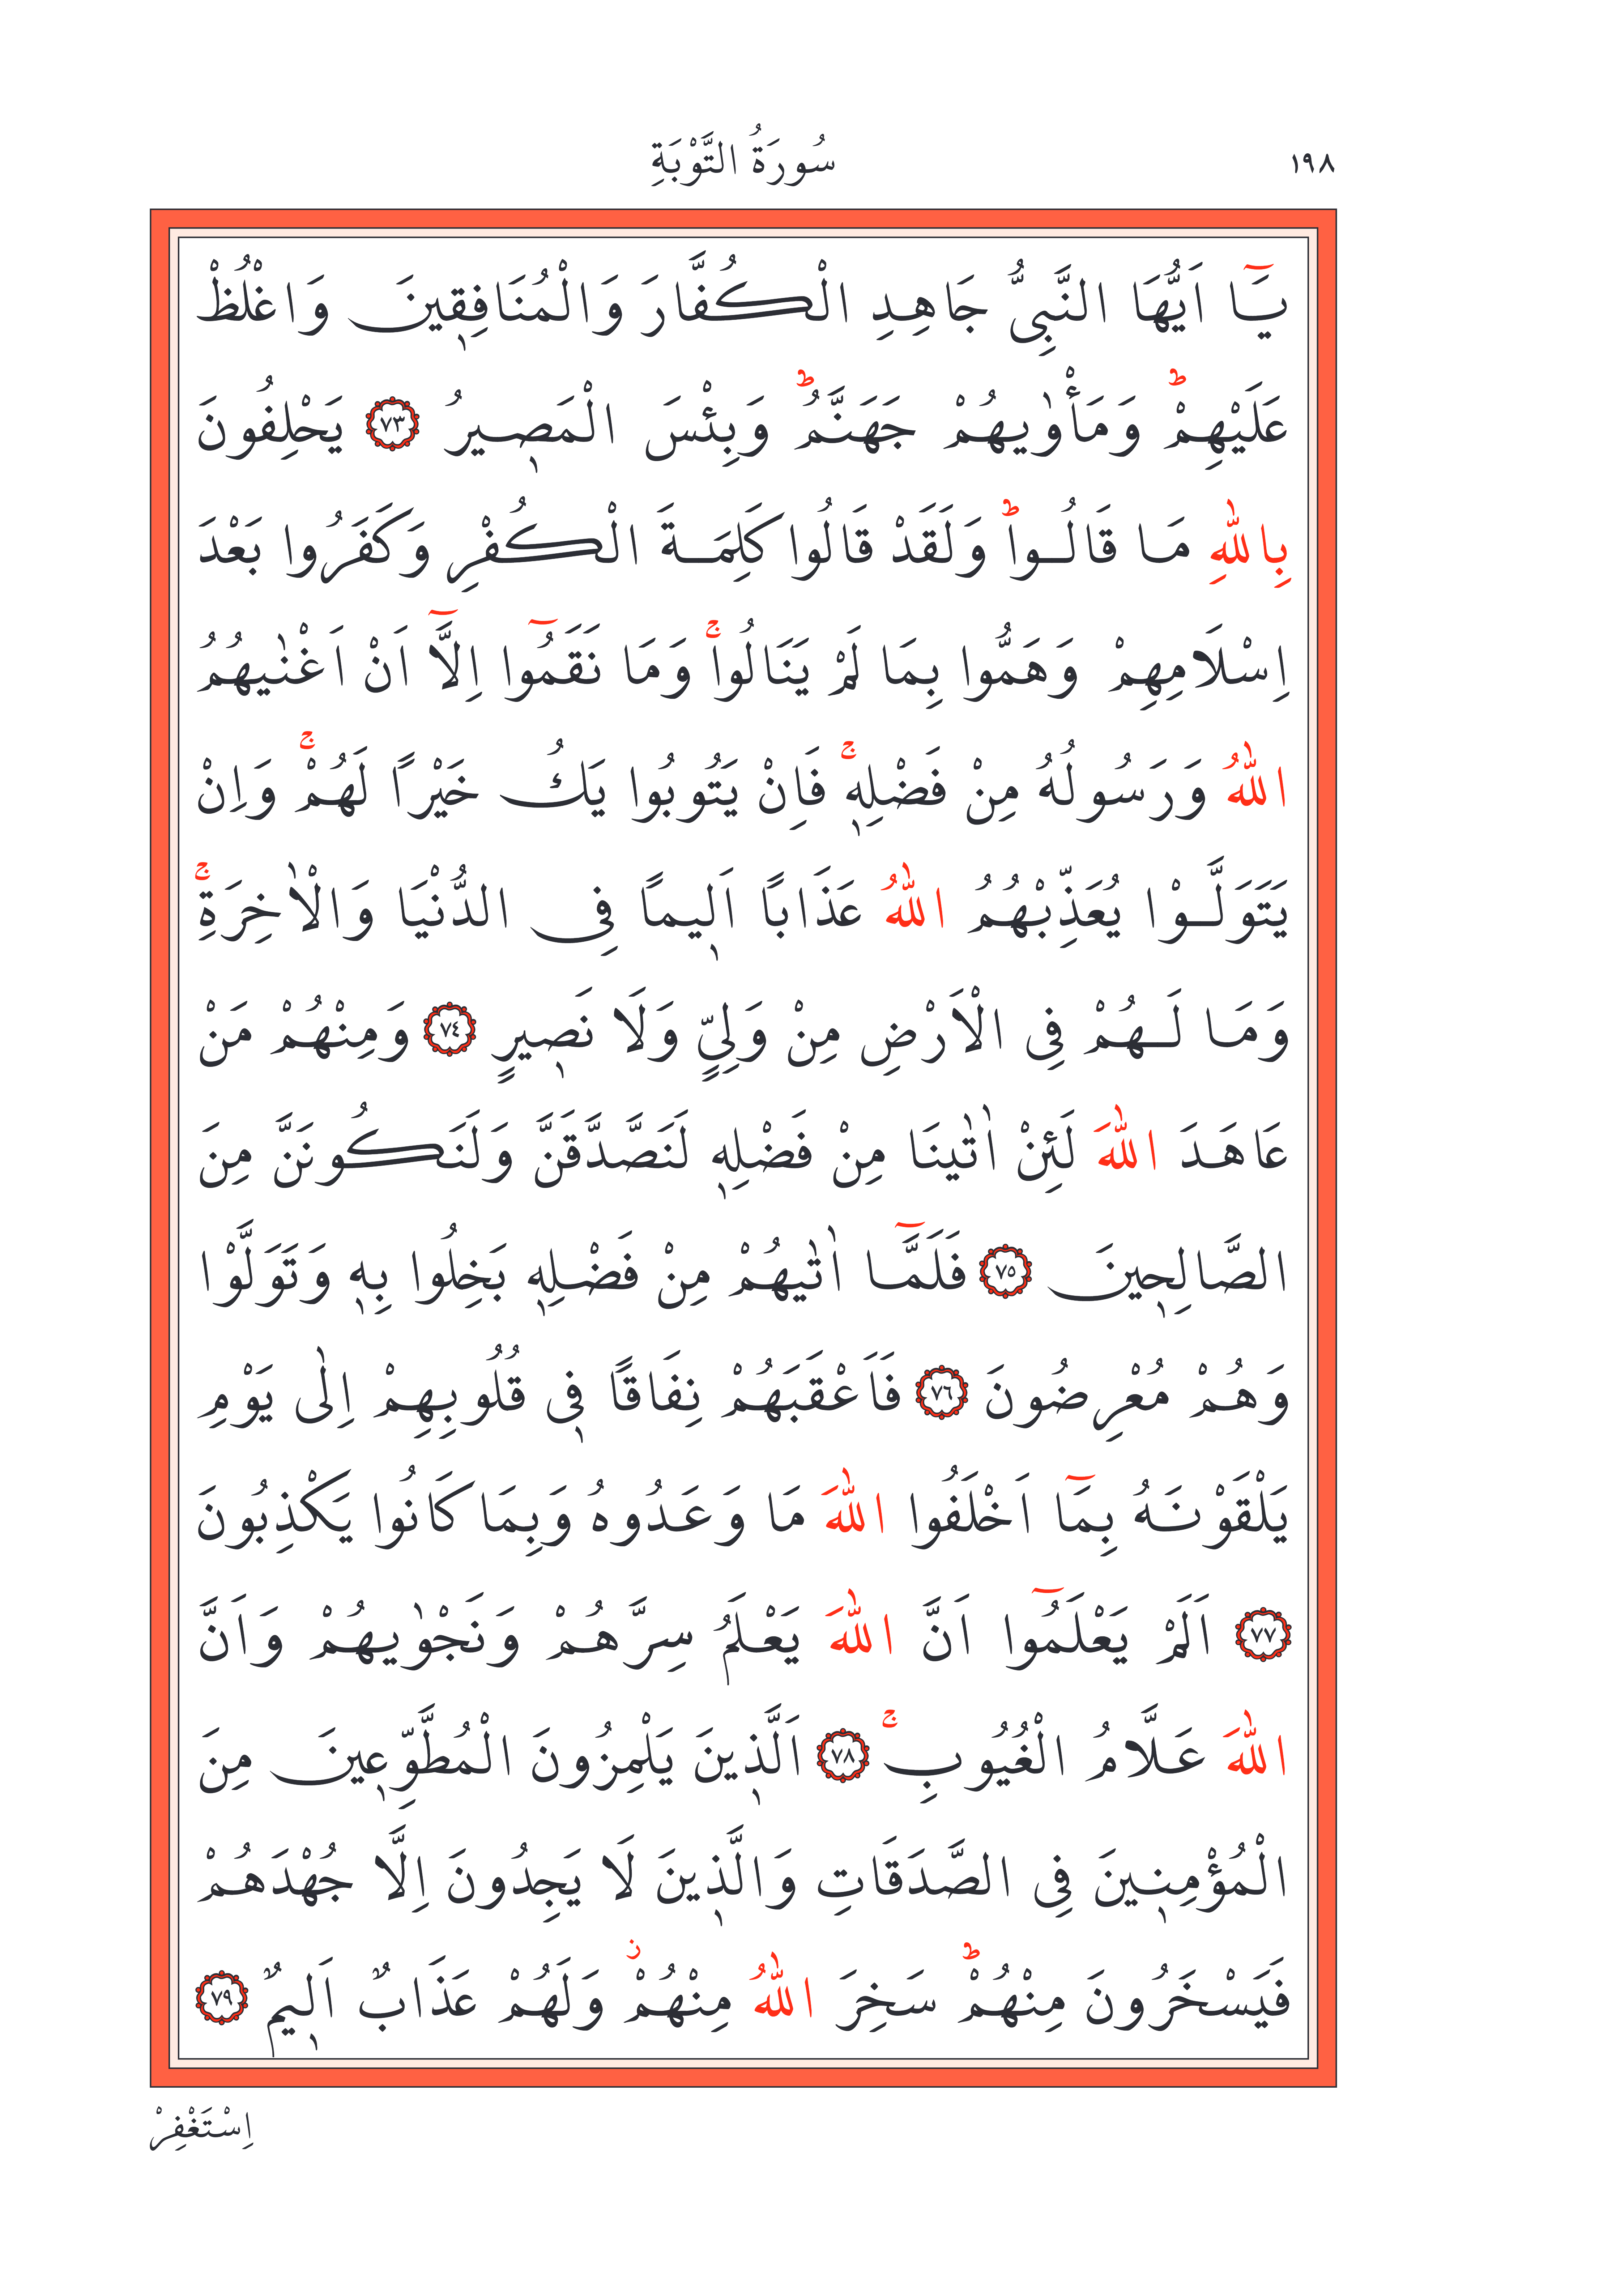 ١٩٨
سُورَةُ التَّوْبَةِ
يَٓا اَيُّهَا النَّبِىُّ جَاهِدِ الْكُفَّارَ وَالْمُنَافِق۪ينَ وَاغْلُظْ
عَلَيْهِمْۜ وَمَأْوٰيهُمْ جَهَنَّمُۜ وَبِئْسَ الْمَص۪يرُ ﴿٧٣﴾ يَحْلِفُونَ
بِاللّٰهِ مَا قَالُواۜ وَلَقَدْ قَالُوا كَلِمَةَ الْكُفْرِ وَكَفَرُوا بَعْدَ
اِسْلَامِهِمْ وَهَمُّوا بِمَا لَمْ يَنَالُواۚ وَمَا نَقَمُٓوا اِلَّٓا اَنْ اَغْنٰيهُمُ
اللّٰهُ وَرَسُولُهُ مِنْ فَضْلِه۪ۚ فَاِنْ يَتُوبُوا يَكُ خَيْرًا لَهُمْۚ وَاِنْ
يَتَوَلَّوْا يُعَذِّبْهُمُ اللّٰهُ عَذَابًا اَل۪يمًا فِى الدُّنْيَا وَالْاٰخِرَةِۚ
وَمَا لَهُمْ فِى الْاَرْضِ مِنْ وَلِىٍّ وَلَا نَص۪يرٍ ﴿٧٤﴾ وَمِنْهُمْ مَنْ
عَاهَدَ اللّٰهَ لَئِنْ اٰتٰينَا مِنْ فَضْلِه۪ لَنَصَّدَّقَنَّ وَلَنَكُونَنَّ مِنَ
الصَّالِح۪ينَ ﴿٧٥﴾ فَلَمَّٓا اٰتٰيهُمْ مِنْ فَضْلِه۪ بَخِلُوا بِه۪ وَتَوَلَّوْا
وَهُمْ مُعْرِضُونَ ﴿٧٦﴾ فَاَعْقَبَهُمْ نِفَاقًا ف۪ى قُلُوبِهِمْ اِلٰى يَوْمِ
يَلْقَوْنَهُ بِمَٓا اَخْلَفُوا اللّٰهَ مَا وَعَدُوهُ وَبِمَا كَانُوا يَكْذِبُونَ
﴿٧٧﴾ اَلَمْ يَعْلَمُٓوا اَنَّ اللّٰهَ يَعْلَمُ سِرَّهُمْ وَنَجْوٰيهُمْ وَاَنَّ
اللّٰهَ عَلَّامُ الْغُيُوبِۚ ﴿٧٨﴾ اَلَّذ۪ينَ يَلْمِزُونَ الْمُطَّوِّع۪ينَ مِنَ
الْمُؤْمِن۪ينَ فِى الصَّدَقَاتِ وَالَّذ۪ينَ لَا يَجِدُونَ اِلَّا جُهْدَهُمْ
فَيَسْخَرُونَ مِنْهُمْۜ سَخِرَ اللّٰهُ مِنْهُمْۘ وَلَهُمْ عَذَابٌ اَل۪يمٌ ﴿٧٩﴾
اِسْتَغْفِرْ